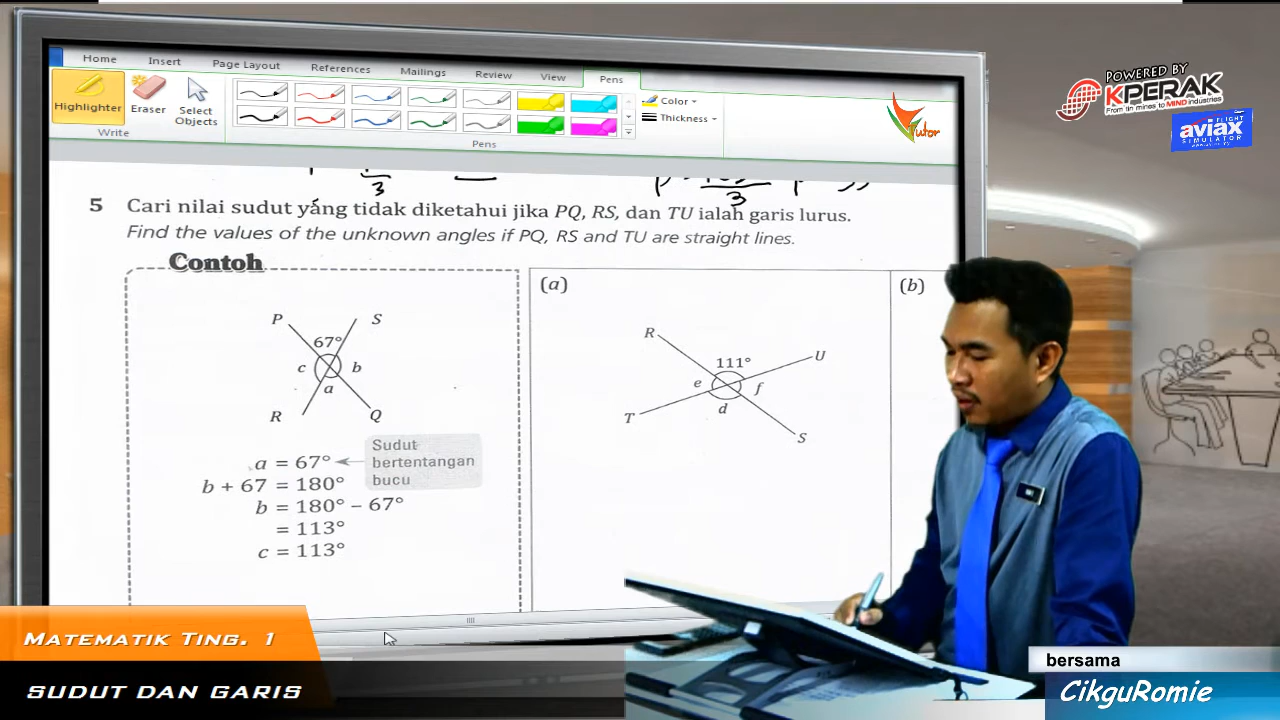 Home Insert Page Layout References Mailings Review View Pens
Highlighter Eraser Select Objects
Color
Thickness
Write
Pens
Tutor
POWERED BY
KPERAK
From tin mines to MIND industries
FLIGHT
aviax
SIMULATOR
3
3
5 Cari nilai sudut yang tidak diketahui jika PQ, RS, dan TU ialah garis lurus.
Find the values of the unknown angles if PQ, RS and TU are straight lines.
Contoh
P
S
67°
c
b
a
R
Q
a = 67°
Sudut
bertentangan
bucu
b + 67 = 180°
b = 180° – 67°
= 113°
c = 113°
(a)
R
111°
U
e
f
d
T
S
(b)
MATEMATIK TING. 1
SUDUT DAN GARIS
bersama
CikguRomie